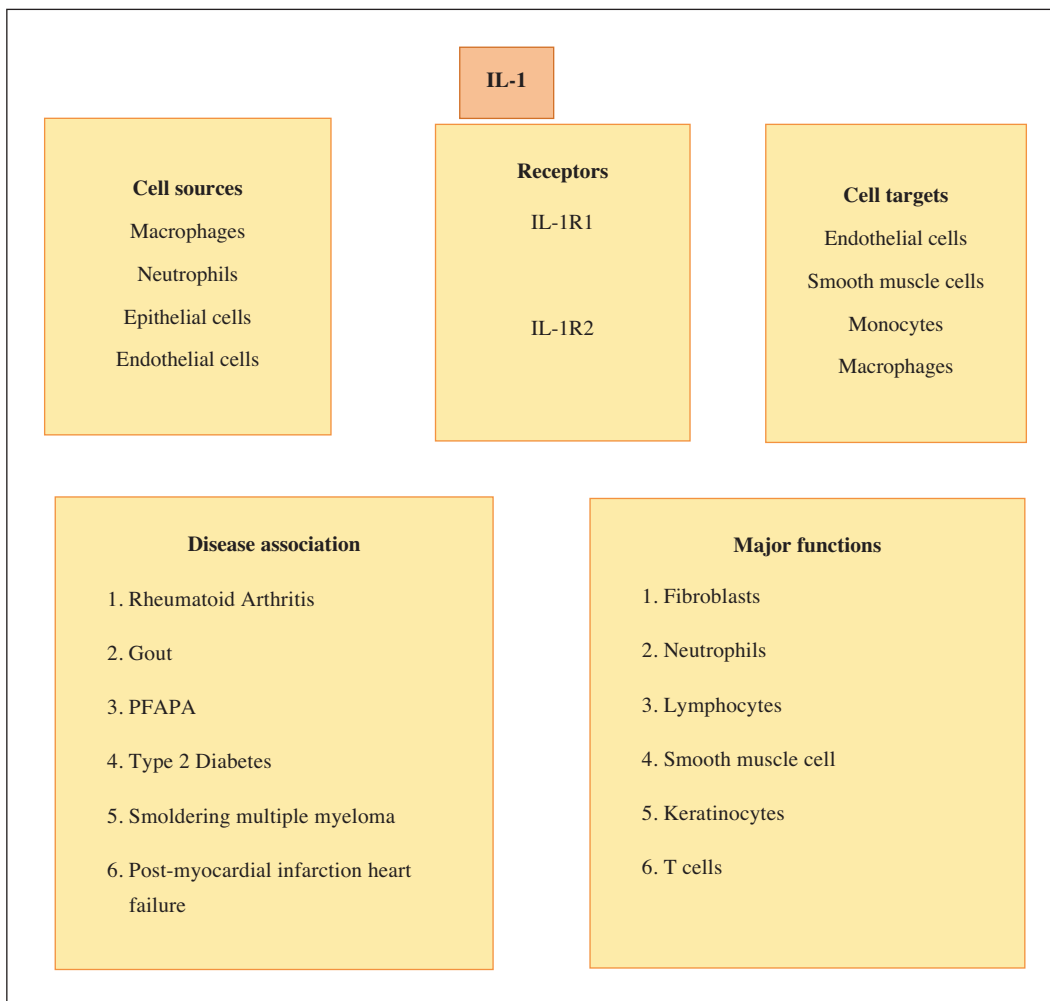 IL-1
Cell sources
Macrophages
Neutrophils
Epithelial cells
Endothelial cells
Receptors
IL-1R1
IL-1R2
Cell targets
Endothelial cells
Smooth muscle cells
Monocytes
Macrophages
Disease association
1. Rheumatoid Arthritis
2. Gout
3. PFAPA
4. Type 2 Diabetes
5. Smoldering multiple myeloma
6. Post-myocardial infarction heart
failure
Major functions
1. Fibroblasts
2. Neutrophils
3. Lymphocytes
4. Smooth muscle cell
5. Keratinocytes
6. T cells